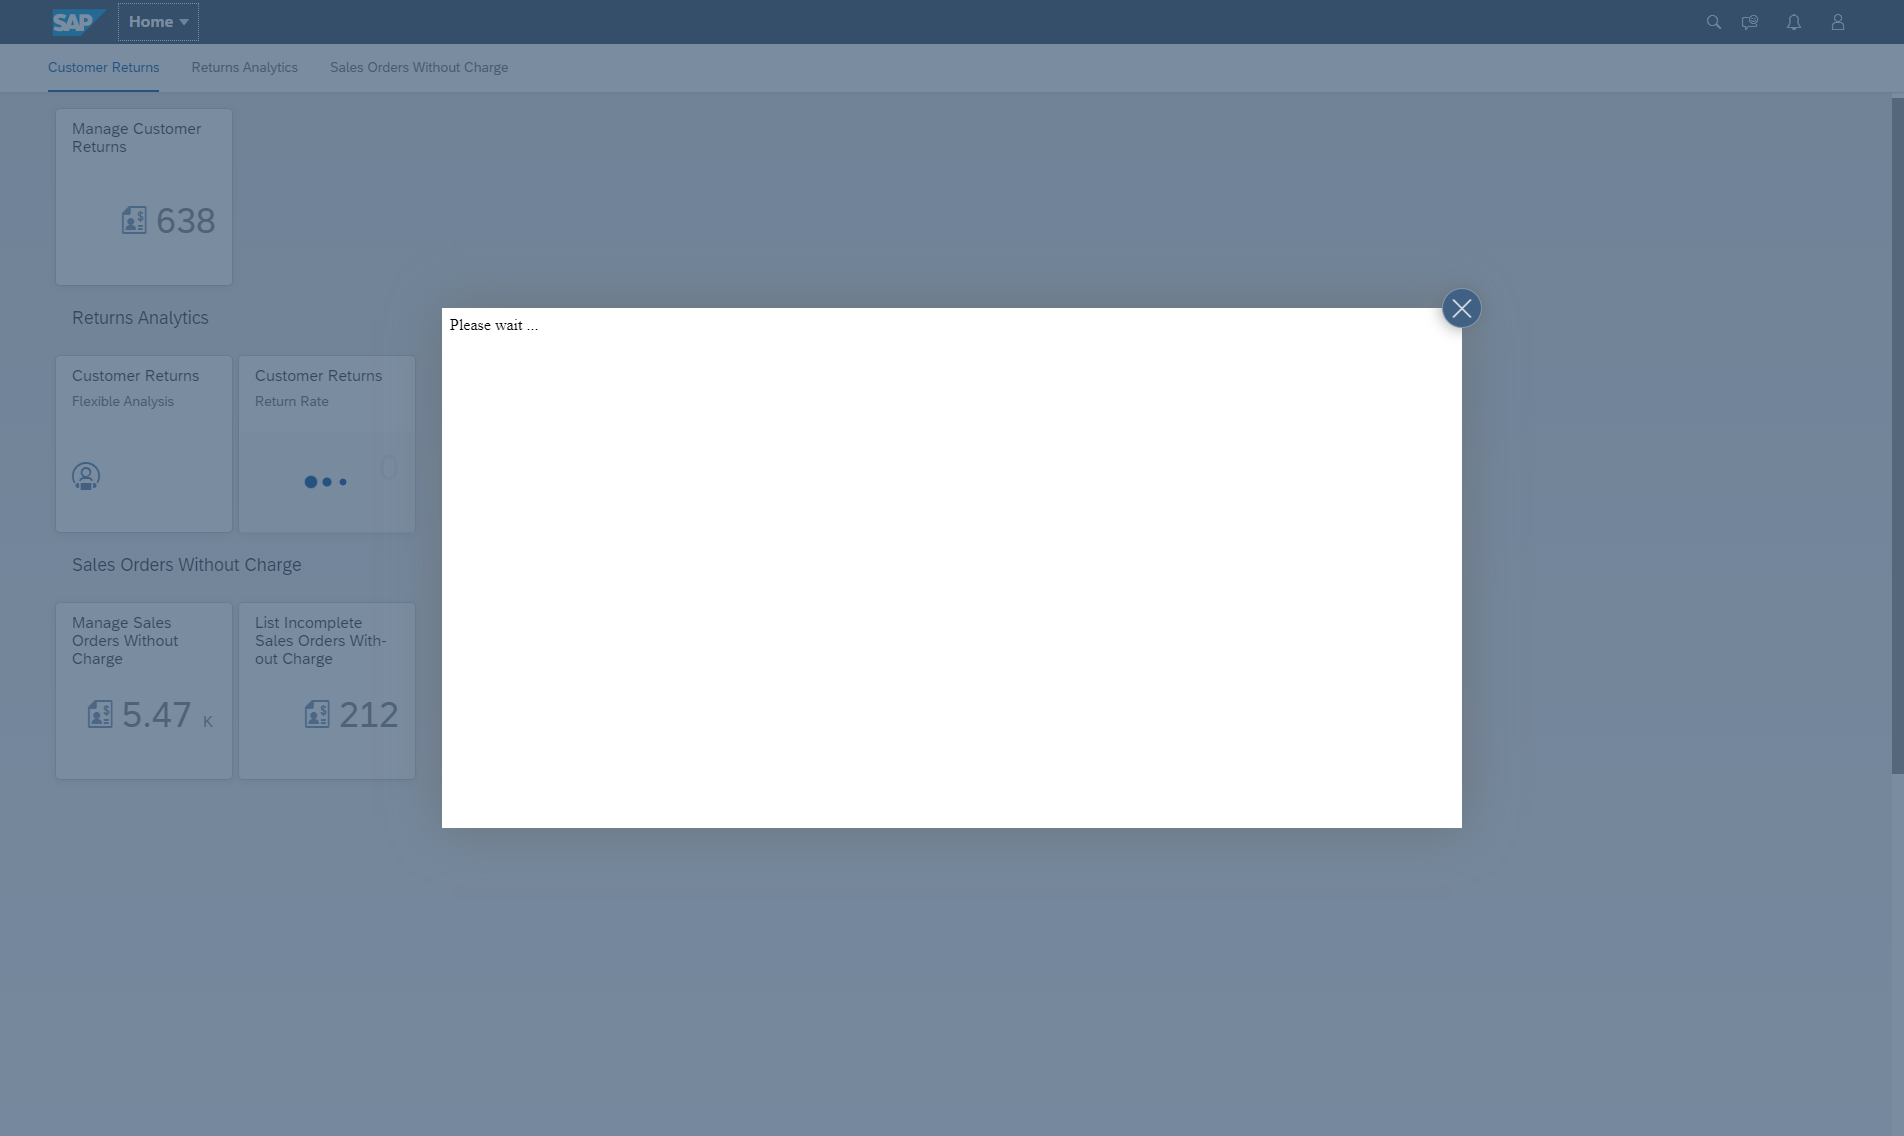 SAP
Home
Customer Returns
Returns Analytics
Sales Orders Without Charge
Manage Customer
Returns
638
Returns Analytics
Customer Returns
Flexible Analysis
Customer Returns
Return Rate
0
Sales Orders Without Charge
Manage Sales
Orders Without
Charge
5.47 K
List Incomplete
Sales Orders With-
out Charge
212
Please wait ...